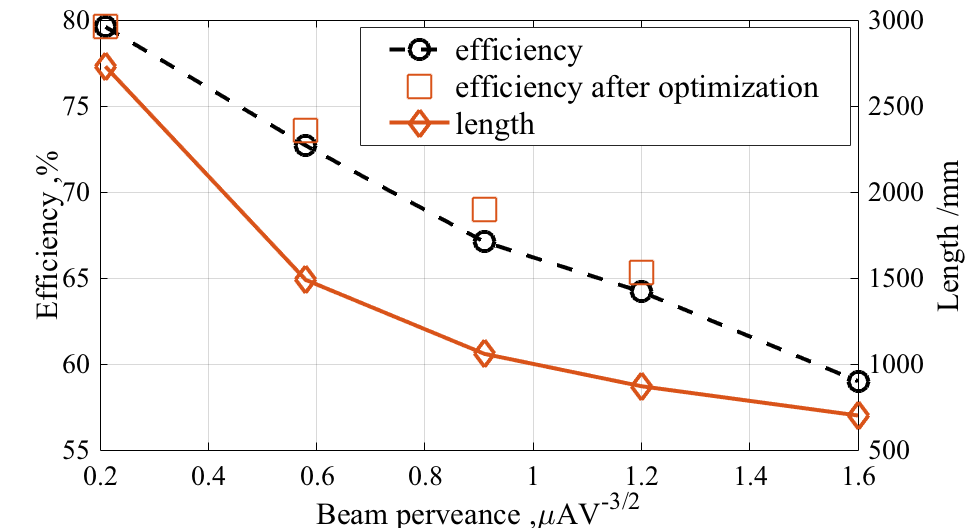 80
75
70
65
60
55
Efficiency ,%
efficiency
efficiency after optimization
length
3000
2500
2000
1500
1000
500
Length /mm
0.2 0.4 0.6 0.8 1 1.2 1.4 1.6
Beam perveance ,μAV^-3/2